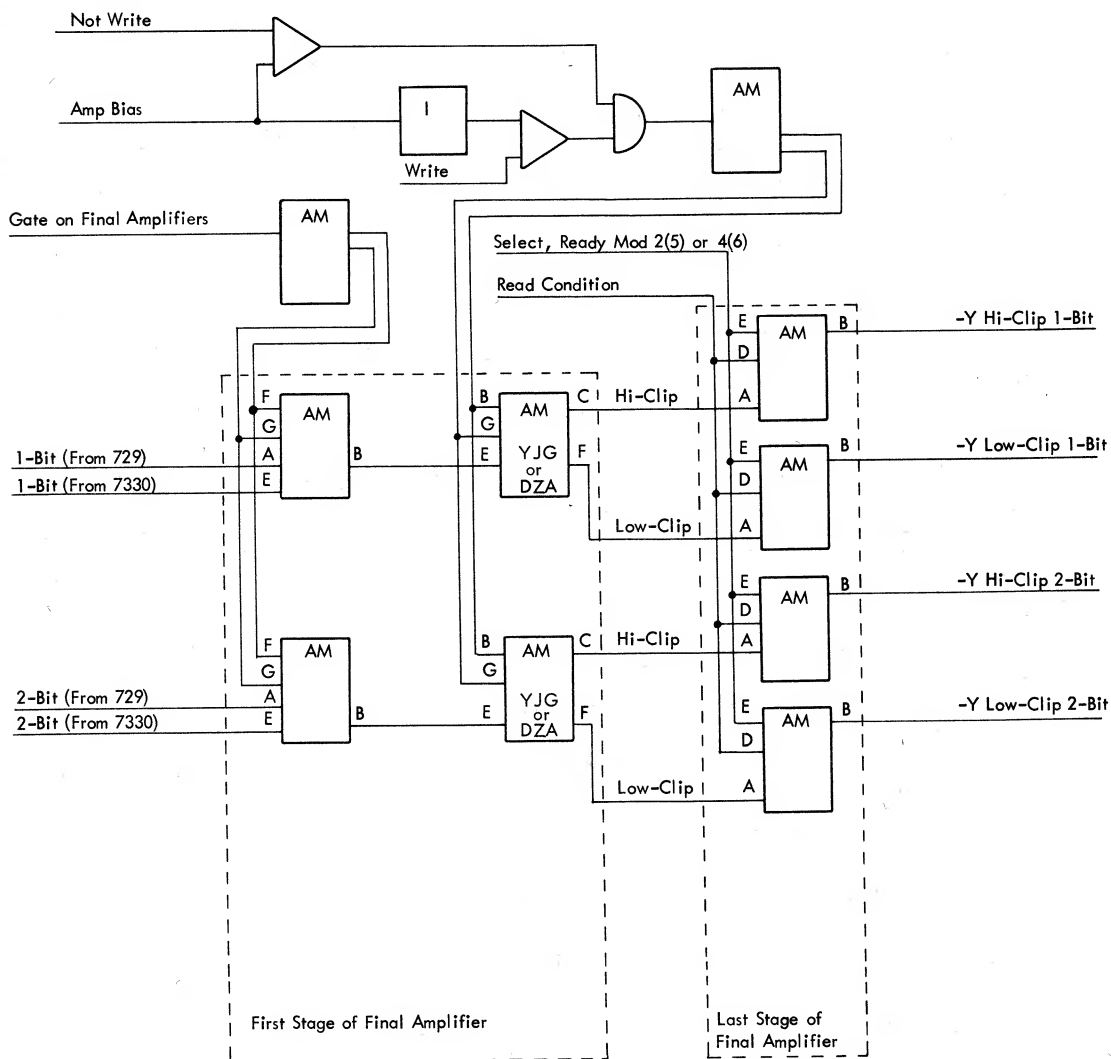 Not Write
Amp Bias
I
Write
AM
Gate on Final Amplifiers
AM
Select, Ready Mod 2(5) or 4(6)
Read Condition
E
D
A
AM
B
-Y Hi-Clip 1-Bit
F
G
A
E
AM
B
1-Bit (From 729)
1-Bit (From 7330)
B
G
E
AM
YJG
or
DZA
C
F
Hi-Clip
Low-Clip
E
D
A
AM
B
-Y Low-Clip 1-Bit
E
D
A
AM
B
-Y Hi-Clip 2-Bit
F
G
A
E
AM
B
2-Bit (From 729)
2-Bit (From 7330)
B
G
E
AM
YJG
or
DZA
C
F
Hi-Clip
Low-Clip
E
D
A
AM
B
-Y Low-Clip 2-Bit
First Stage of Final Amplifier
Last Stage of
Final Amplifier